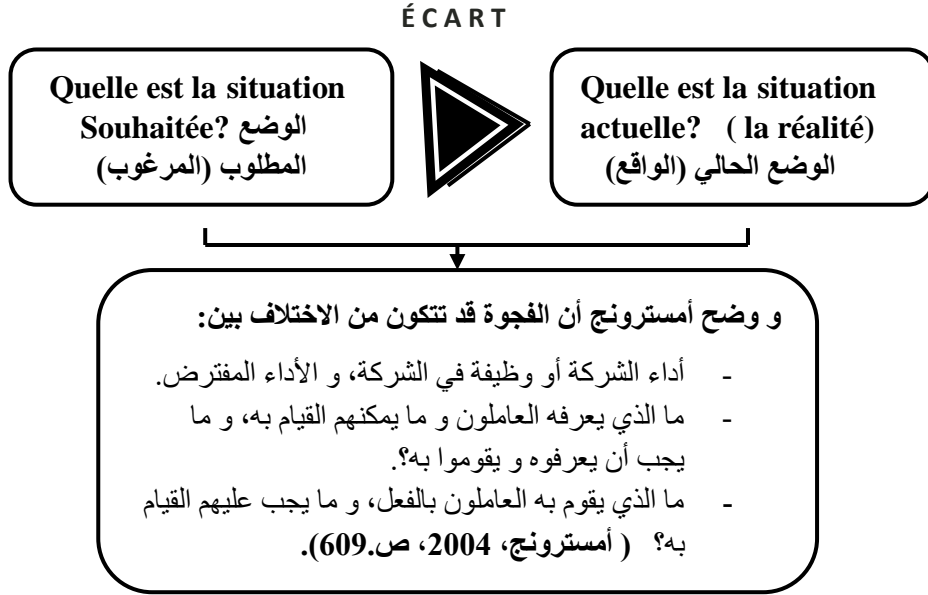 ÉCART
Quelle est la situation
Souhaitée? الوضع
المطلوب (المرغوب)
Quelle est la situation
actuelle? ( la réalité)
الوضع الحالي (الواقع)
و وضح أمسترونج أن الفجوة قد تتكون من الاختلاف بين:
- أداء الشركة أو وظيفة في الشركة، و الأداء المفترض.
- ما الذي يعرفه العاملون و ما يمكنهم القيام به، و ما
يجب أن يعرفوه و يقوموا به؟.
- ما الذي يقوم به العاملون بالفعل، و ما يجب عليهم القيام
به؟ ( أمسترونج، 2004، ص.609).